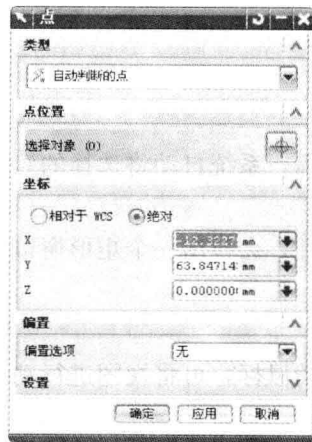 点
类型
自动判断的点
点位置
选择对象 (0)
坐标
相对于 WCS 绝对
X mm
Y 63.84714 mm
Z 0.000000 mm
偏置
偏置选项 无
设置
确定 应用 取消